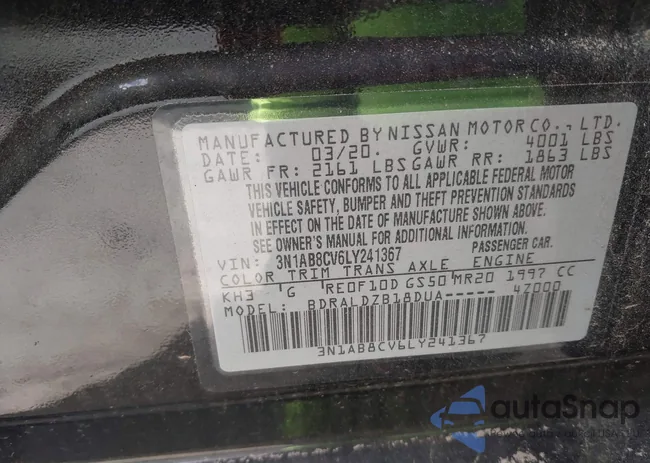 MANUFACTURED BY NISSAN MOTOR CO., LTD.
DATE: 03/20. GVWR: 4001 LBS
GAWR FR: 2161 LBS GAWR RR: 1863 LBS
THIS VEHICLE CONFORMS TO ALL APPLICABLE FEDERAL MOTOR
VEHICLE SAFETY, BUMPER AND THEFT PREVENTION STANDARDS
IN EFFECT ON THE DATE OF MANUFACTURE SHOWN ABOVE.
SEE OWNER'S MANUAL FOR ADDITIONAL INFORMATION.
VIN: 3N1AB8CV6LY241367 PASSENGER CAR.
COLOR TRIM TRANS AXLE ENGINE
KH3 G RE0F10D GS50 MR20 1997 CC
MODEL: BDRALDZB18DUA----- 47000
3N1AB8CV6LY241367
autoSnap